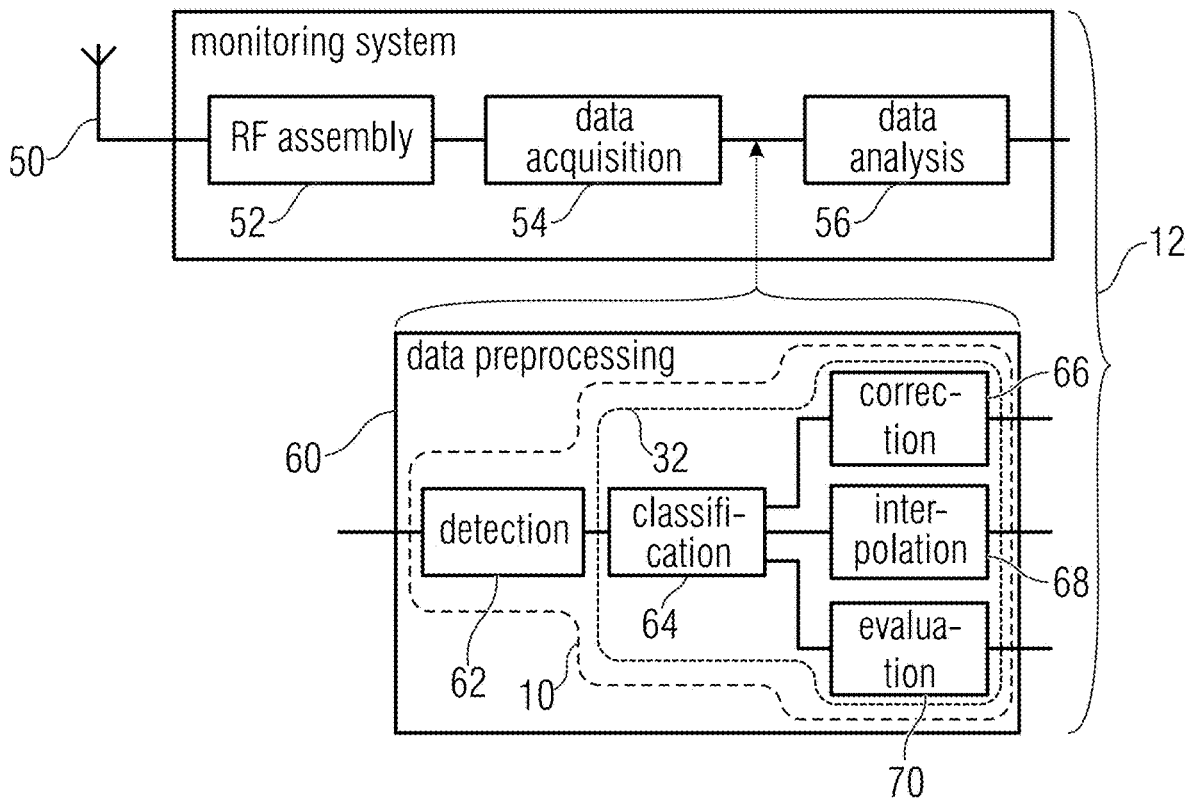 monitoring system
RF assembly
data
acquisition
data
analysis
50
52
54
56
12
data preprocessing
60
32
correc-
tion
66
detection
classifi-
cation
inter-
polation
68
62
64
10
evalua-
tion
70